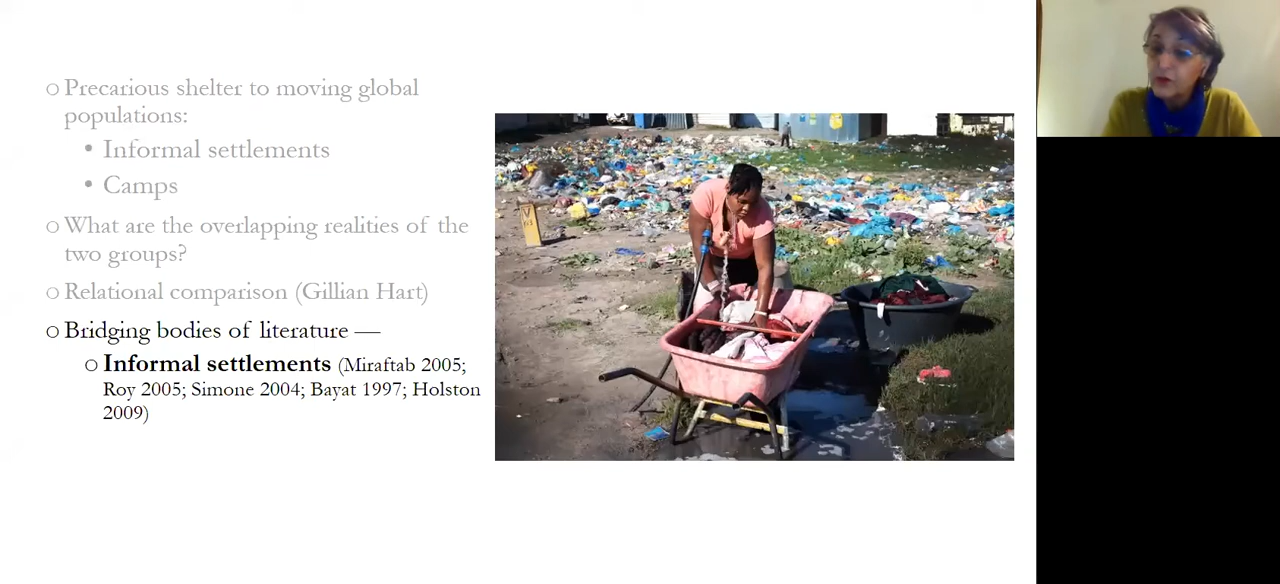 ○ Precarious shelter to moving global
populations:
• Informal settlements
• Camps
○ What are the overlapping realities of the
two groups?
○ Relational comparison (Gillian Hart)
○ Bridging bodies of literature —
○ Informal settlements (Miraftab 2005;
Roy 2005; Simone 2004; Bayat 1997; Holston
2009)